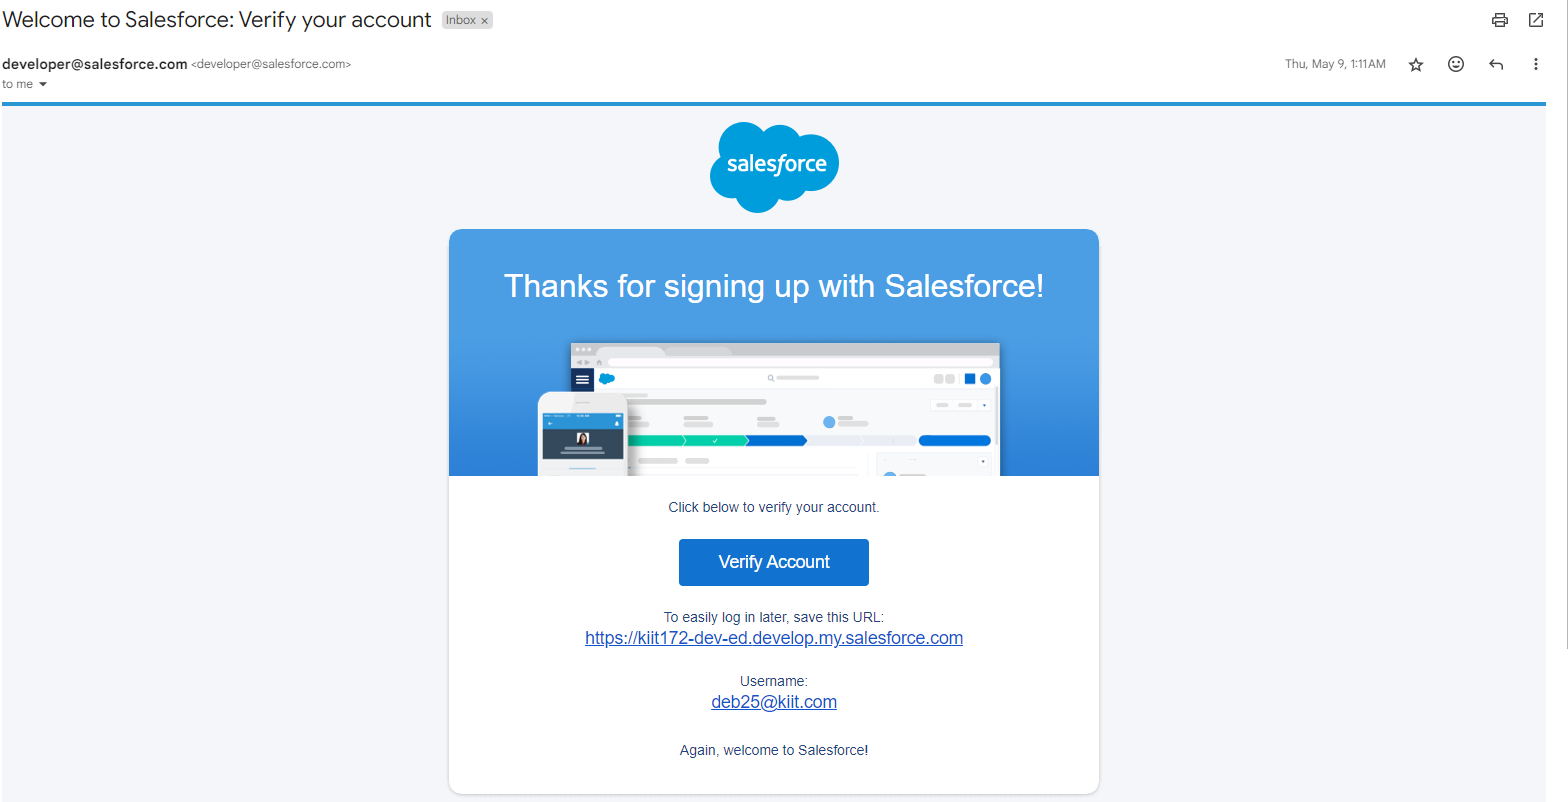 Welcome to Salesforce: Verify your account Inbox ×
developer@salesforce.com <developer@salesforce.com> Thu, May 9, 1:11 AM
to me
salesforce
Thanks for signing up with Salesforce!
Click below to verify your account.
Verify Account
To easily log in later, save this URL:
https://kiit172-dev-ed.develop.my.salesforce.com
Username:
deb25@kiit.com
Again, welcome to Salesforce!